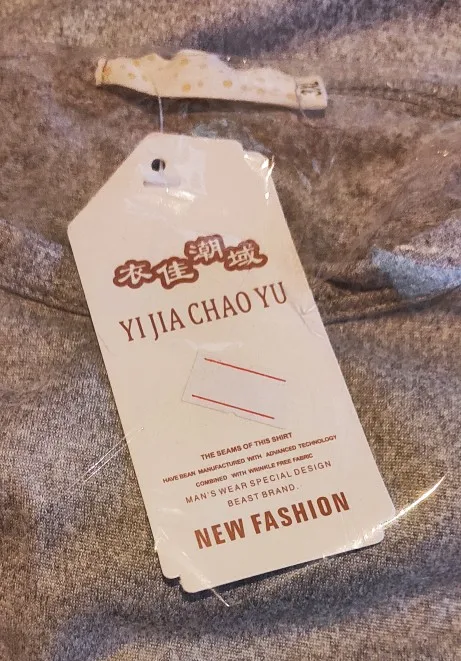 衣佳潮域
YI JIA CHAO YU
THE SEAMS OF THIS SHIRT
HAVE BEAN MANUFACTURED WITH ADVANCED TECHNOLOGY
COMBINED WITH WRINKLE FREE FABRIC
MAN'S WEAR SPECIAL DESIGN
BEAST BRAND.
NEW FASHION